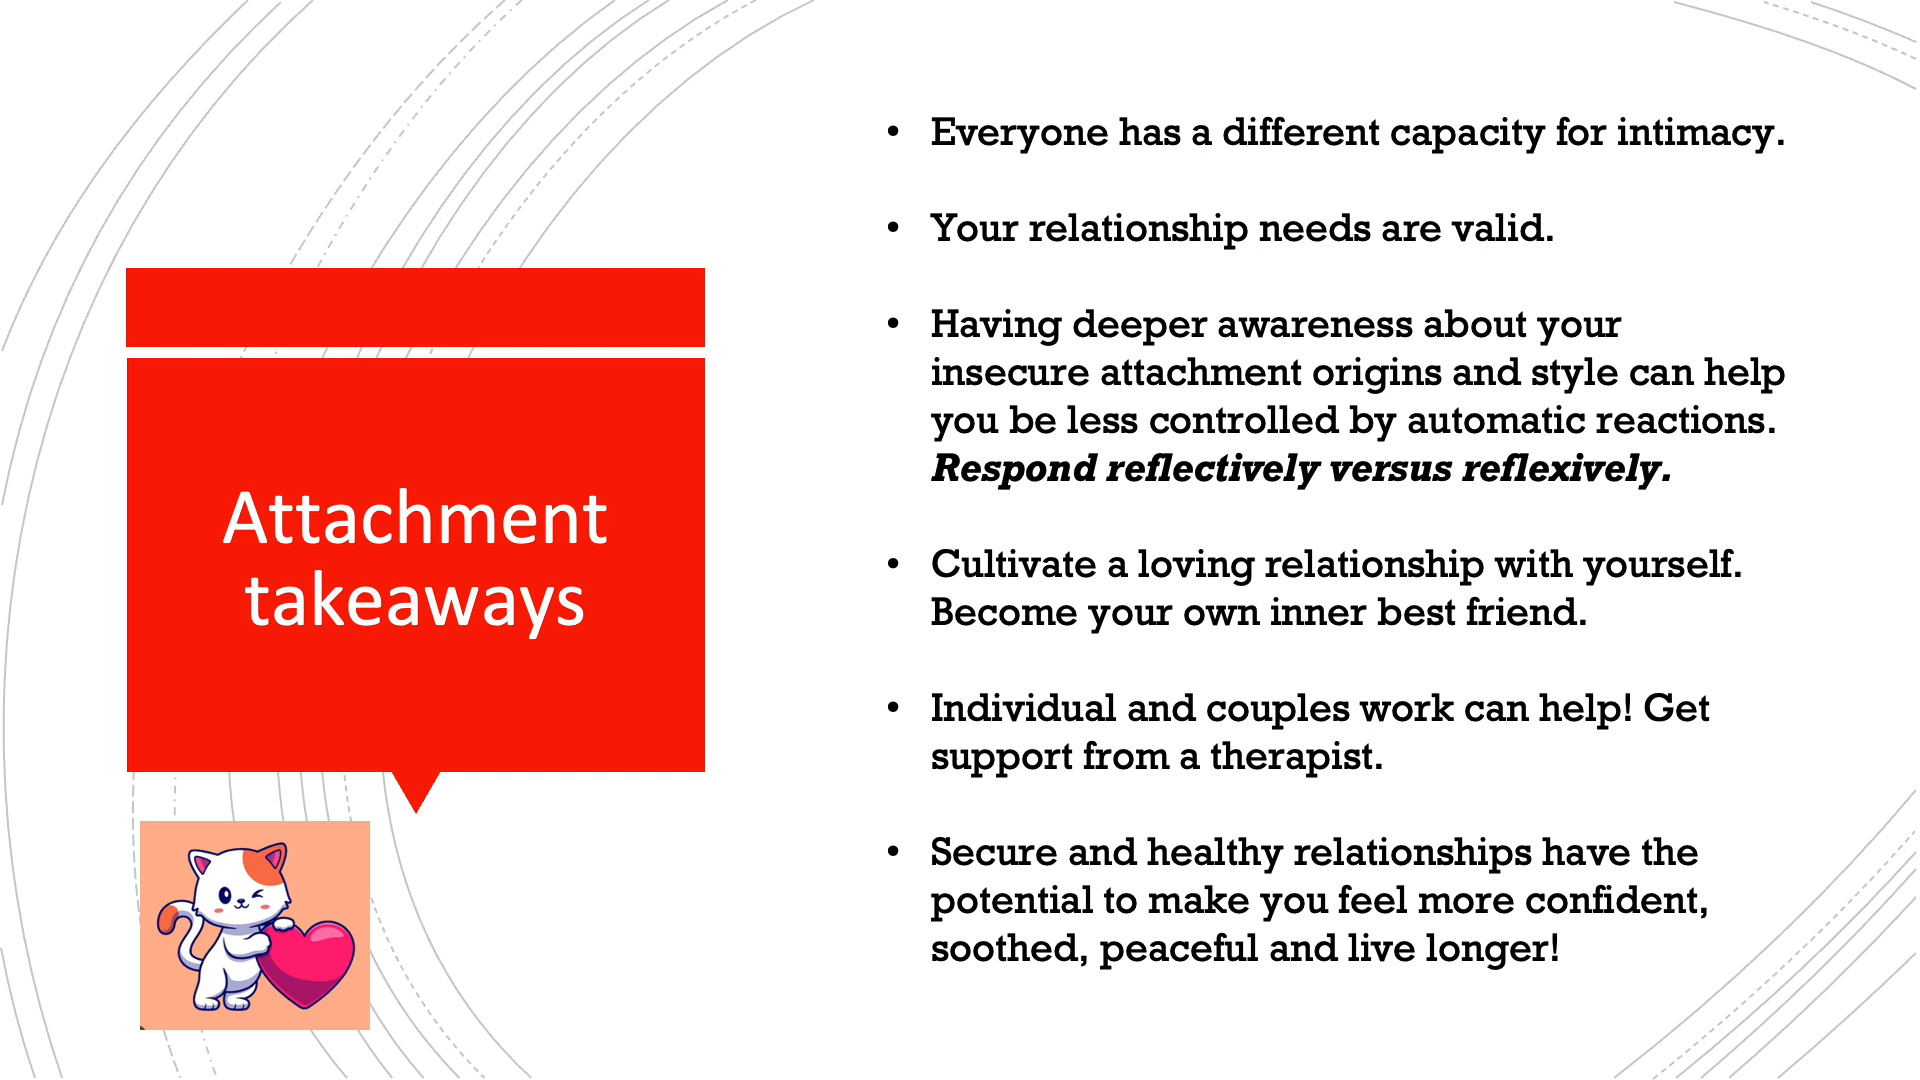 Attachment
takeaways
• Everyone has a different capacity for intimacy.
• Your relationship needs are valid.
• Having deeper awareness about your
insecure attachment origins and style can help
you be less controlled by automatic reactions.
Respond reflectively versus reflexively.
• Cultivate a loving relationship with yourself.
Become your own inner best friend.
• Individual and couples work can help! Get
support from a therapist.
• Secure and healthy relationships have the
potential to make you feel more confident,
soothed, peaceful and live longer!